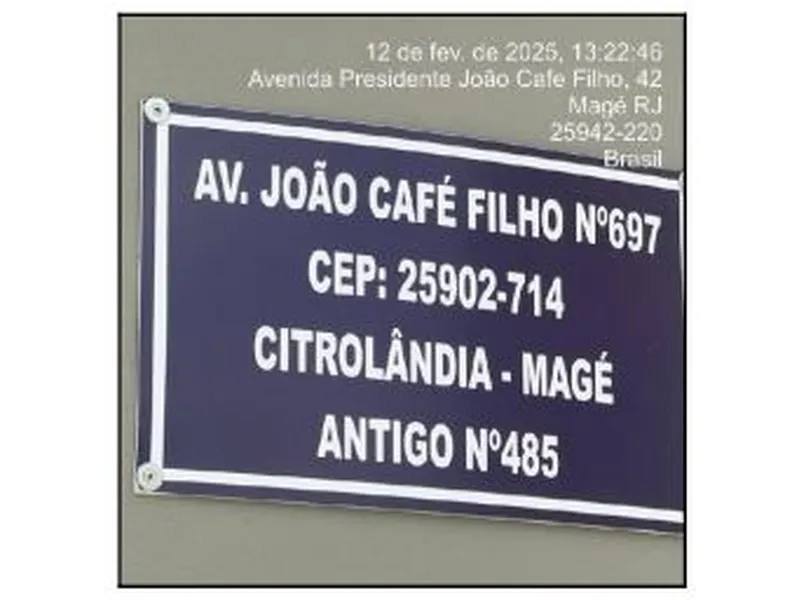 12 de fev. de 2025, 13:22:46
Avenida Presidente João Cafe Filho, 42
Magé RJ
25942-220
Brasil
AV. JOÃO CAFÉ FILHO Nº697
CEP: 25902-714
CITROLÂNDIA - MAGÉ
ANTIGO Nº485